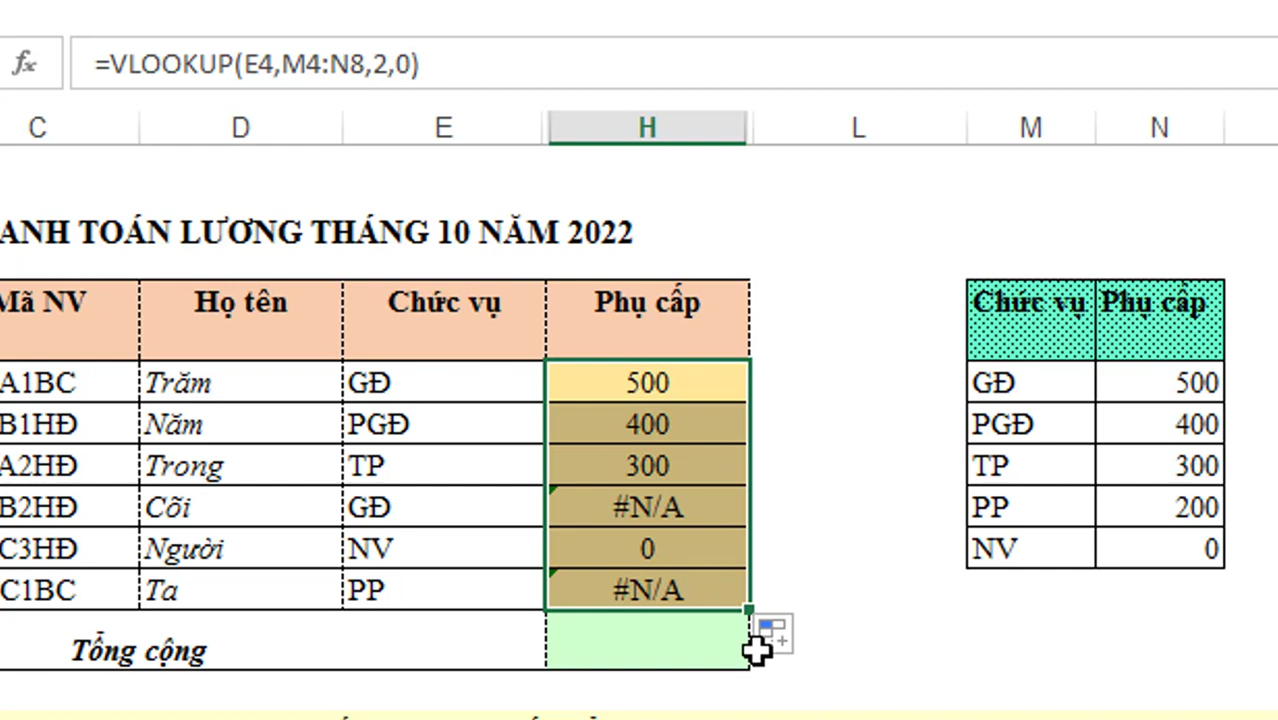 fx =VLOOKUP(E4,M4:N8,2,0)
C D E H L M N
ANH TOÁN LƯƠNG THÁNG 10 NĂM 2022
Mã NV Họ tên Chức vụ Phụ cấp Chức vụ Phụ cấp
A1BC Trăm GĐ 500 GĐ 500
B1HĐ Năm PGĐ 400 PGĐ 400
A2HĐ Trong TP 300 TP 300
B2HĐ Cõi GĐ #N/A PP 200
C3HĐ Người NV 0 NV 0
C1BC Ta PP #N/A
Tổng cộng